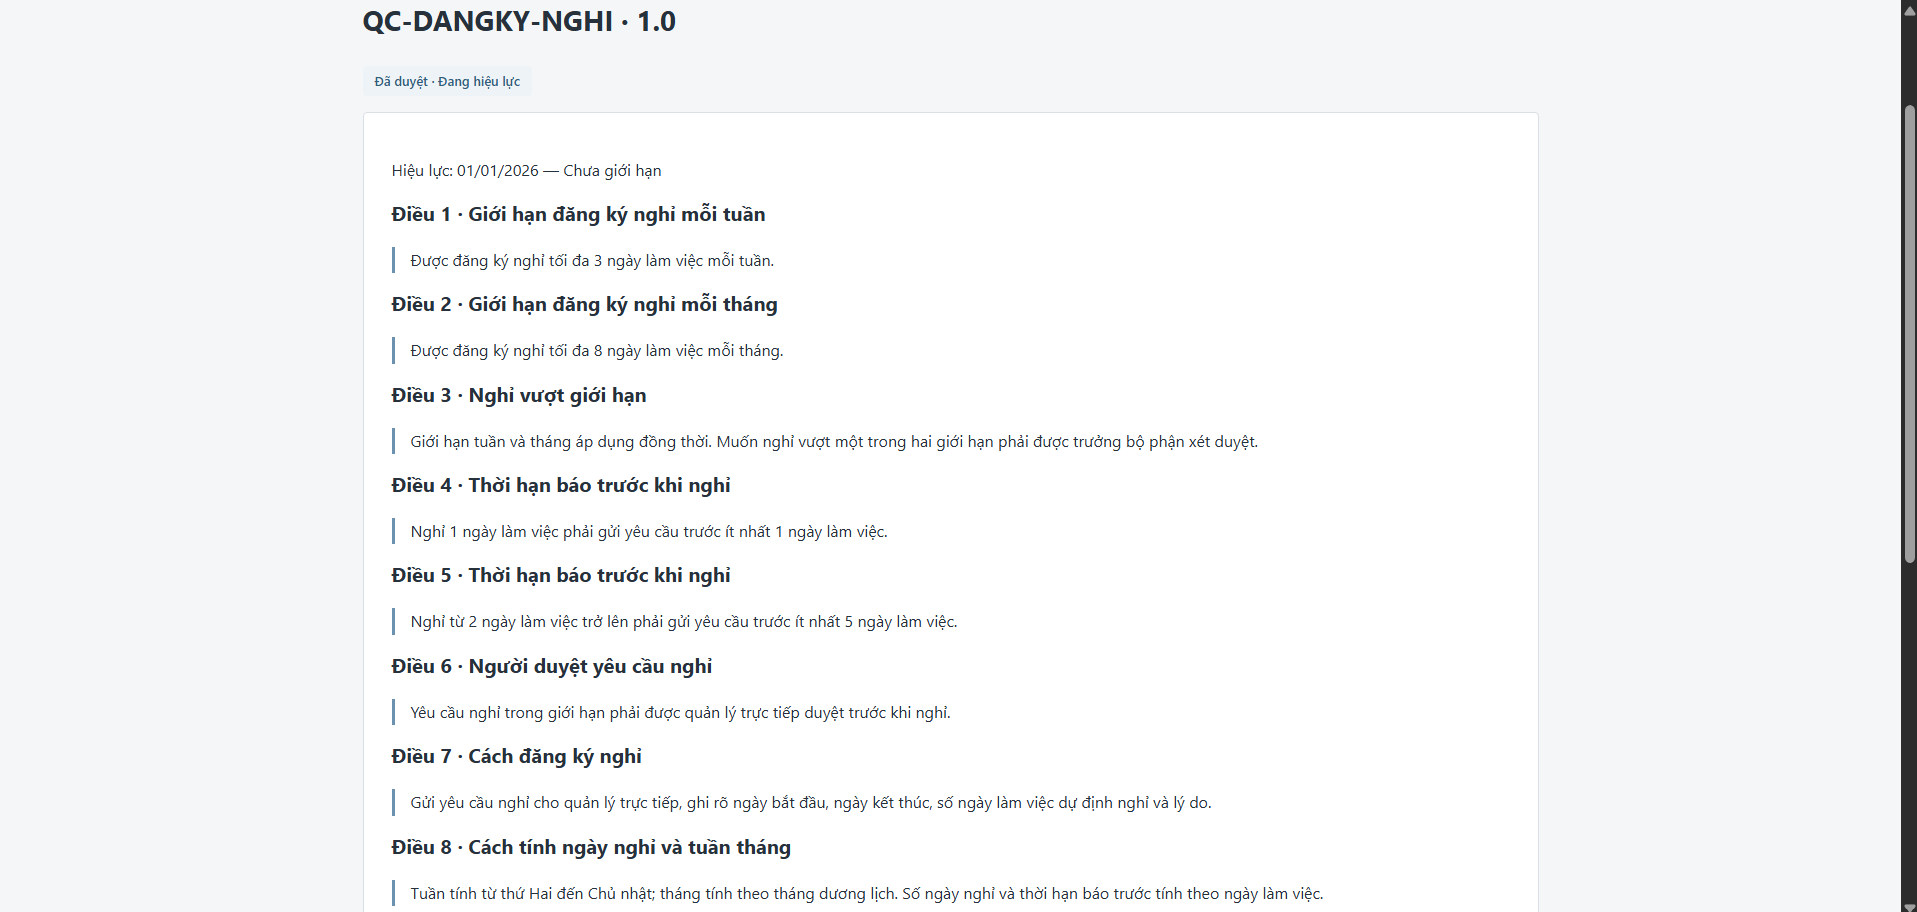 QC-DANGKY-NGHI · 1.0
Đã duyệt · Đang hiệu lực
Hiệu lực: 01/01/2026 — Chưa giới hạn
Điều 1 · Giới hạn đăng ký nghỉ mỗi tuần
Được đăng ký nghỉ tối đa 3 ngày làm việc mỗi tuần.
Điều 2 · Giới hạn đăng ký nghỉ mỗi tháng
Được đăng ký nghỉ tối đa 8 ngày làm việc mỗi tháng.
Điều 3 · Nghỉ vượt giới hạn
Giới hạn tuần và tháng áp dụng đồng thời. Muốn nghỉ vượt một trong hai giới hạn phải được trưởng bộ phận xét duyệt.
Điều 4 · Thời hạn báo trước khi nghỉ
Nghỉ 1 ngày làm việc phải gửi yêu cầu trước ít nhất 1 ngày làm việc.
Điều 5 · Thời hạn báo trước khi nghỉ
Nghỉ từ 2 ngày làm việc trở lên phải gửi yêu cầu trước ít nhất 5 ngày làm việc.
Điều 6 · Người duyệt yêu cầu nghỉ
Yêu cầu nghỉ trong giới hạn phải được quản lý trực tiếp duyệt trước khi nghỉ.
Điều 7 · Cách đăng ký nghỉ
Gửi yêu cầu nghỉ cho quản lý trực tiếp, ghi rõ ngày bắt đầu, ngày kết thúc, số ngày làm việc dự định nghỉ và lý do.
Điều 8 · Cách tính ngày nghỉ và tuần tháng
Tuần tính từ thứ Hai đến Chủ nhật; tháng tính theo tháng dương lịch. Số ngày nghỉ và thời hạn báo trước tính theo ngày làm việc.